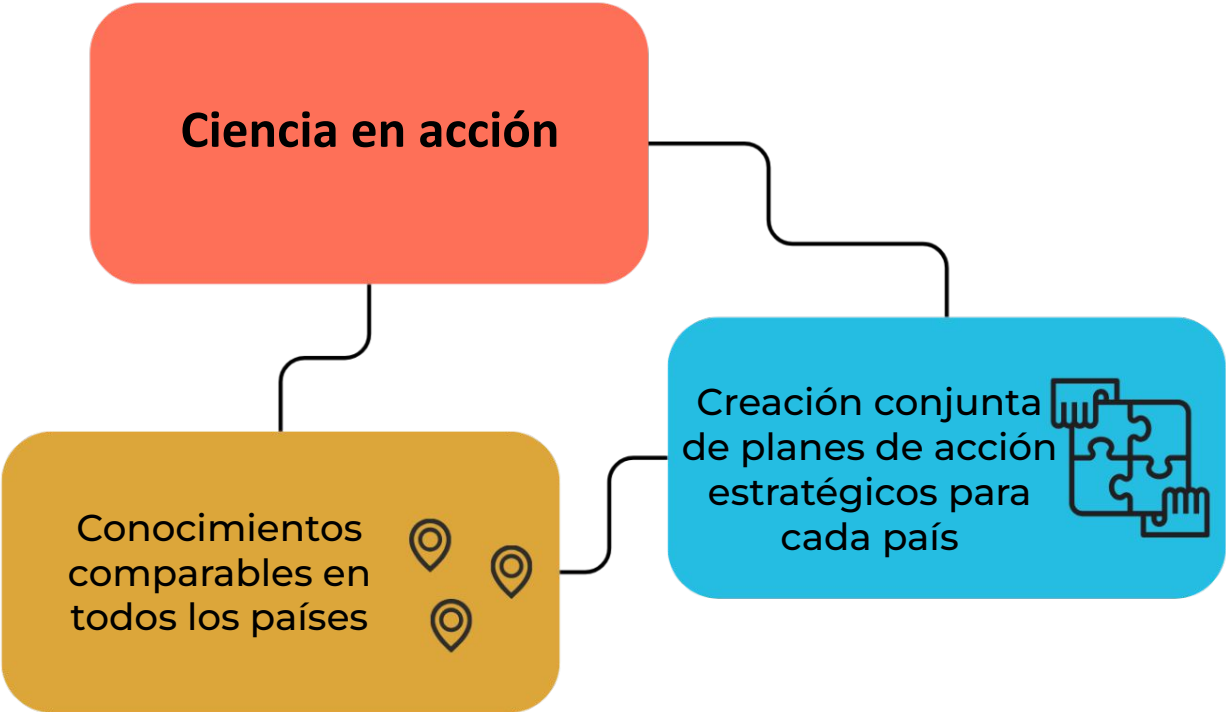 Ciencia en acción
Creación conjunta
de planes de acción
estratégicos para
cada país
Conocimientos
comparables en
todos los países